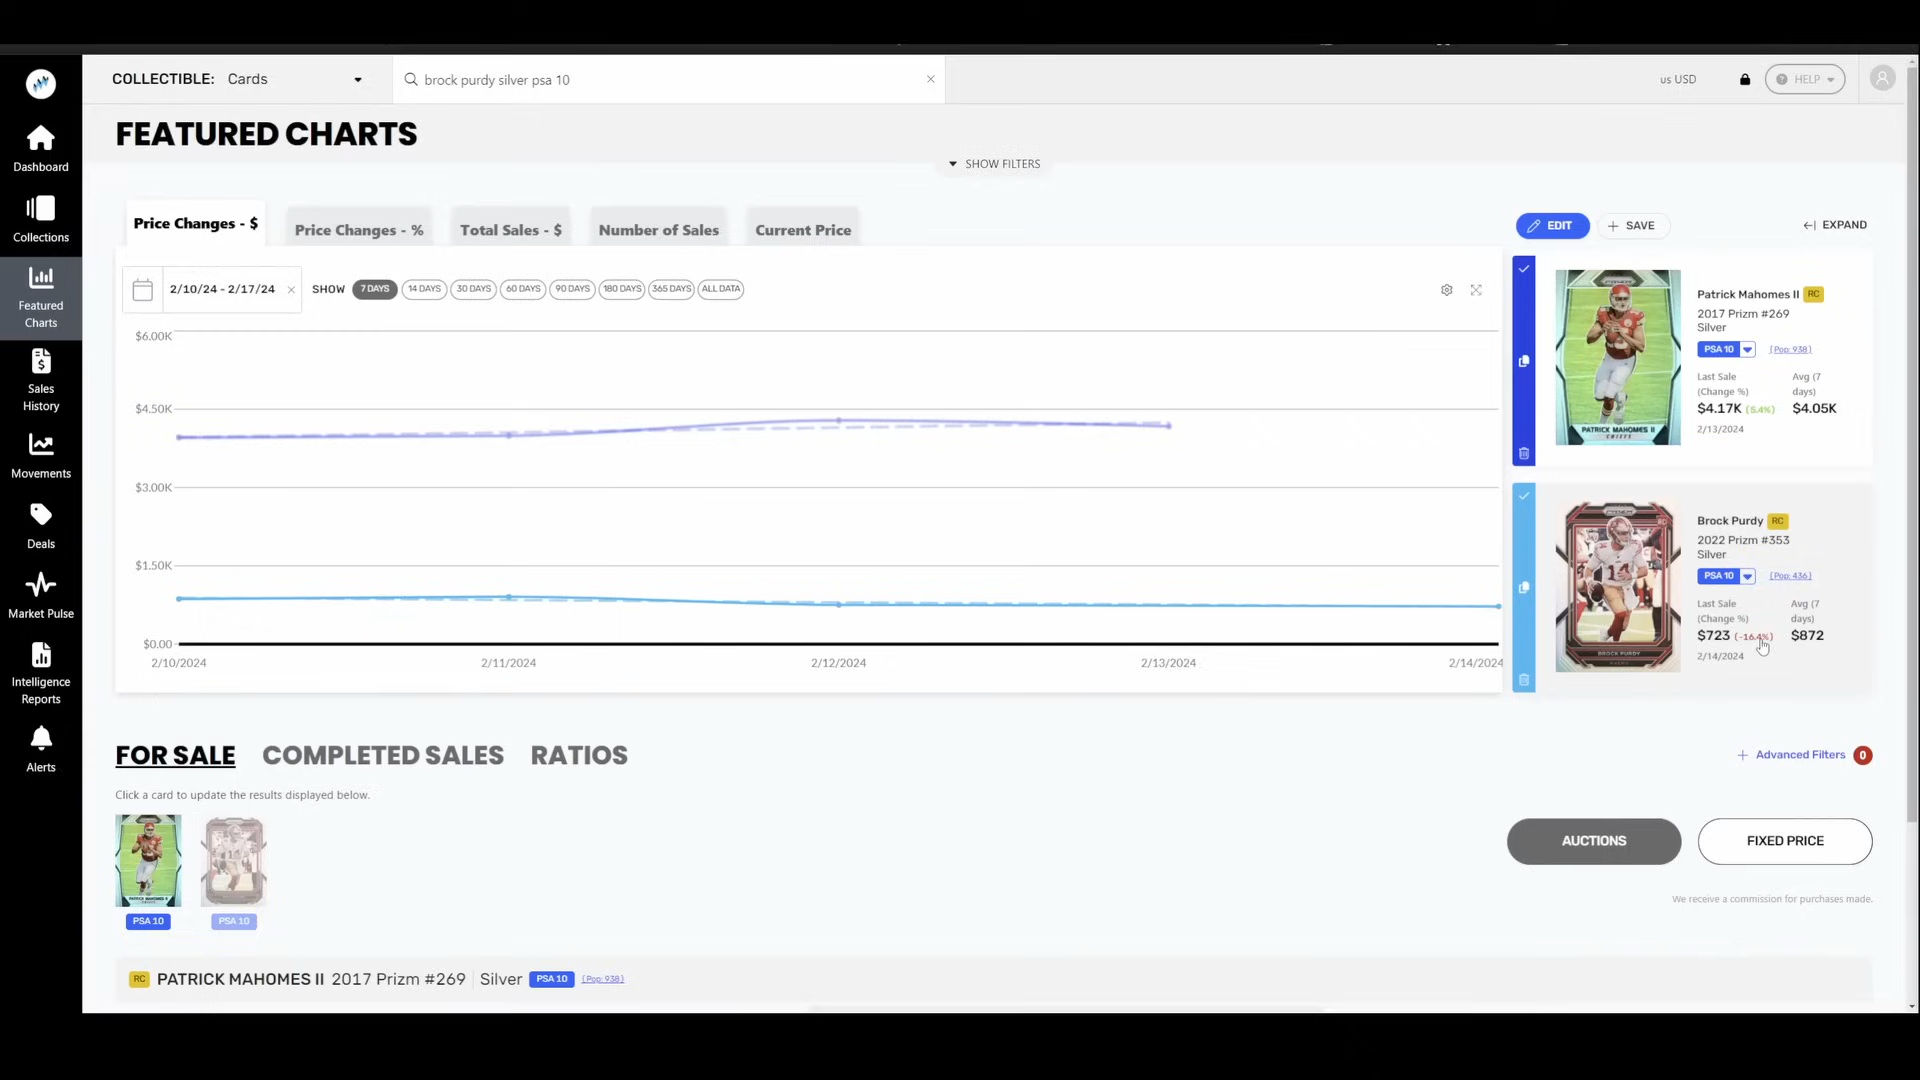 COLLECTIBLE: Cards
brock purdy silver psa 10
US USD
HELP
FEATURED CHARTS
SHOW FILTERS
Dashboard
Collections
Featured
Charts
Sales
History
Movements
Deals
Market Pulse
Intelligence
Reports
Alerts
Price Changes - $
Price Changes - %
Total Sales - $
Number of Sales
Current Price
EDIT
SAVE
EXPAND
2/10/24 - 2/17/24
SHOW
7 DAYS
14 DAYS
30 DAYS
60 DAYS
90 DAYS
180 DAYS
365 DAYS
ALL DATA
$6.00K
$4.50K
$3.00K
$1.50K
$0.00
2/10/2024
2/11/2024
2/12/2024
2/13/2024
2/14/2024
PATRICK MAHOMES II
CHIEFS
Patrick Mahomes II RC
2017 Prizm #269
Silver
PSA 10 (Pop: 938)
Last Sale
(Change %)
$4.17K (5.4%)
2/13/2024
Avg (7
days)
$4.05K
BROCK PURDY
Brock Purdy RC
2022 Prizm #353
Silver
PSA 10 (Pop: 436)
Last Sale
(Change %)
$723 (-16.4%)
2/14/2024
Avg (7
days)
$872
FOR SALE
COMPLETED SALES
RATIOS
Advanced Filters 0
Click a card to update the results displayed below.
PSA 10
PSA 10
AUCTIONS
FIXED PRICE
We receive a commission for purchases made.
RC PATRICK MAHOMES II 2017 Prizm #269 Silver PSA 10 (Pop: 938)